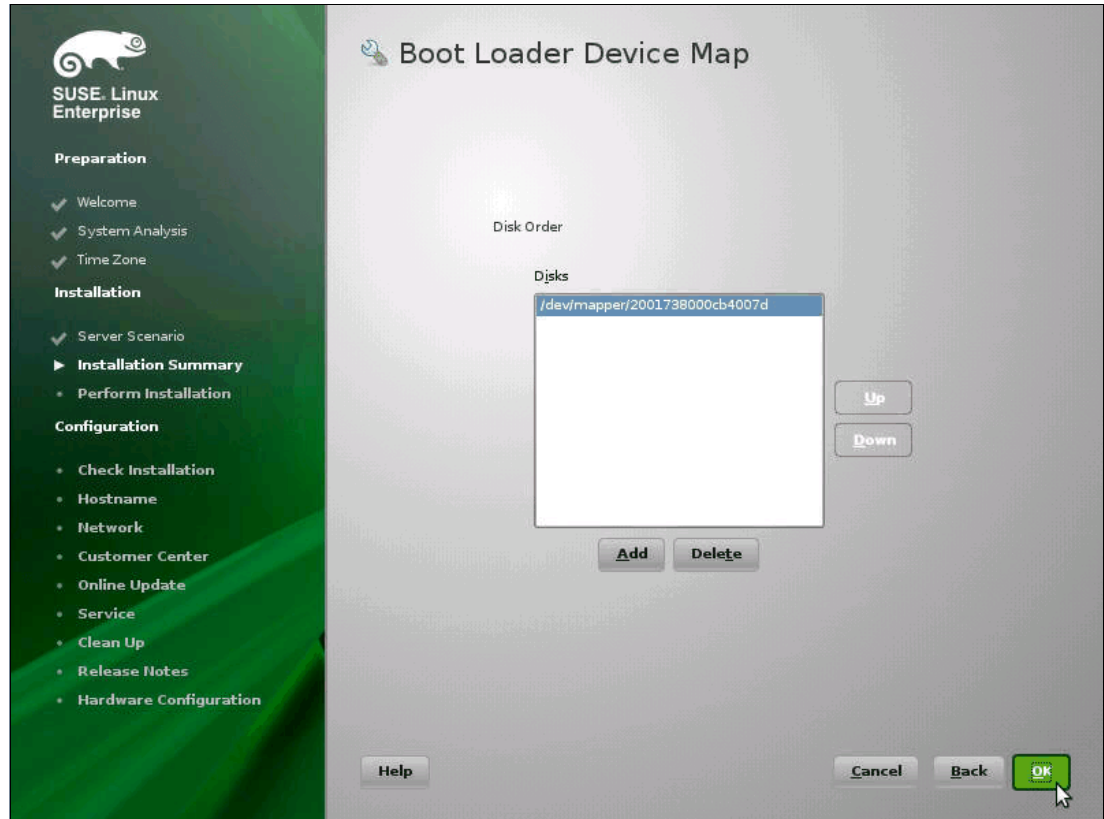 SUSE. Linux
Enterprise
Preparation
Welcome
System Analysis
Time Zone
Installation
Server Scenario
Installation Summary
Perform Installation
Configuration
Check Installation
Hostname
Network
Customer Center
Online Update
Service
Clean Up
Release Notes
Hardware Configuration
Boot Loader Device Map
Disk Order
Disks
/dev/mapper/2001738000cb4007d
Up
Down
Add Delete
Help Cancel Back OK